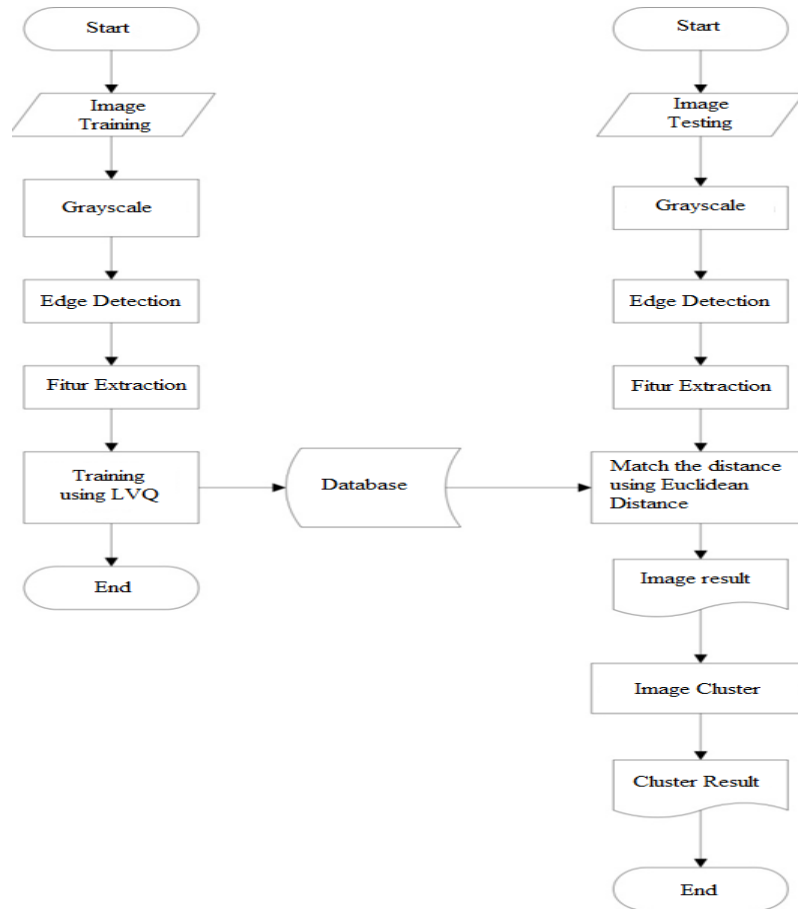 Start
Image
Training
Grayscale
Edge Detection
Fitur Extraction
Training
using LVQ
End
Database
Start
Image
Testing
Grayscale
Edge Detection
Fitur Extraction
Match the distance
using Euclidean
Distance
Image result
Image Cluster
Cluster Result
End